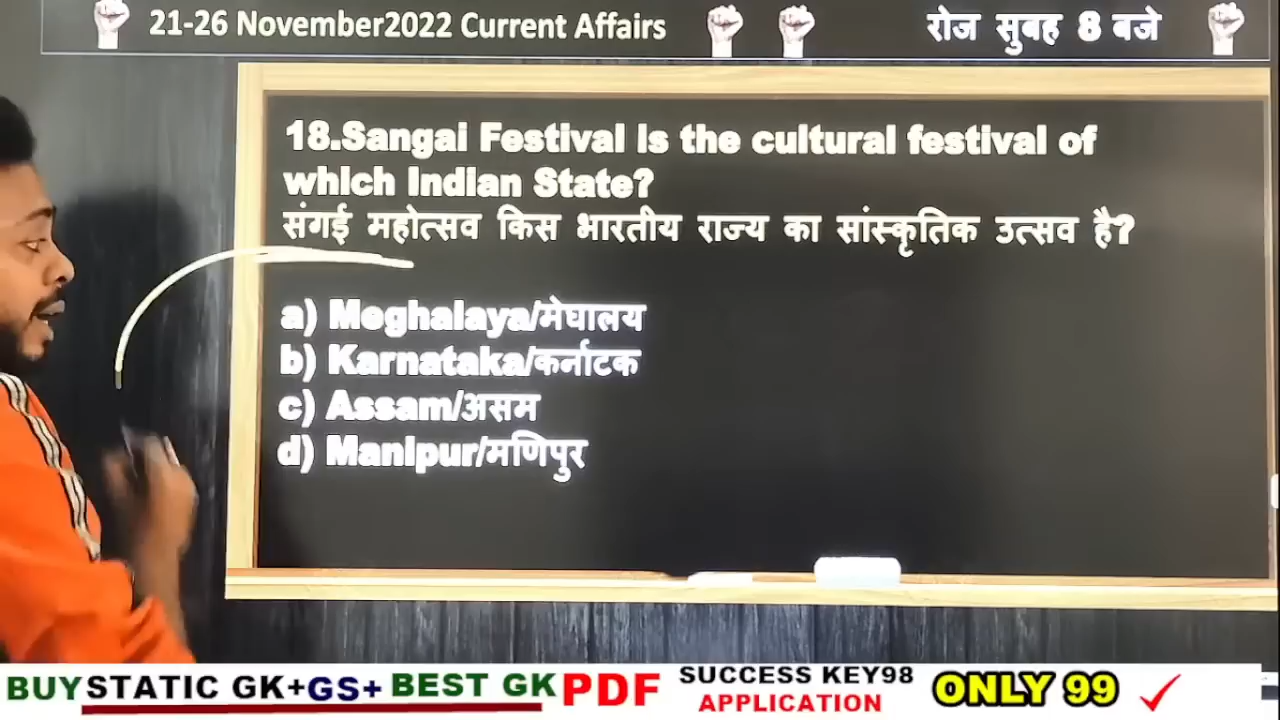 21-26 November2022 Current Affairs
रोज सुबह 8 बजे
18.Sangai Festival is the cultural festival of
which Indian State?
संगई महोत्सव किस भारतीय राज्य का सांस्कृतिक उत्सव है?
a) Meghalaya/मेघालय
b) Karnataka/कर्नाटक
c) Assam/असम
d) Manipur/मणिपुर
BUY STATIC GK+GS+ BEST GK PDF
SUCCESS KEY98
APPLICATION
ONLY 99